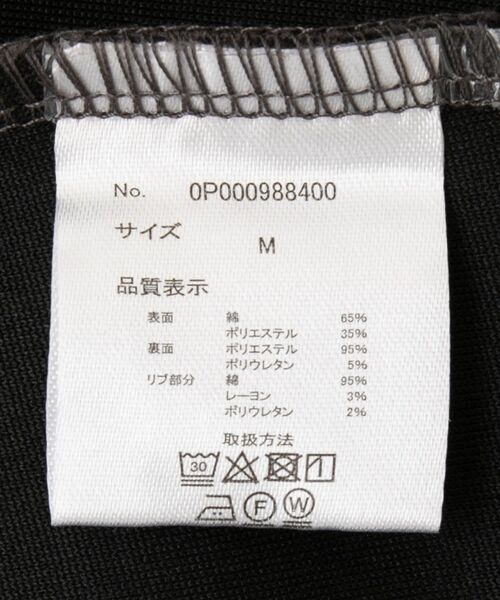 No. 0P000988400
サイズ M
品質表示
表面 綿 65%
ポリエステル 35%
裏面 ポリエステル 95%
ポリウレタン 5%
リブ部分 綿 95%
レーヨン 3%
ポリウレタン 2%
取扱方法
30
F W